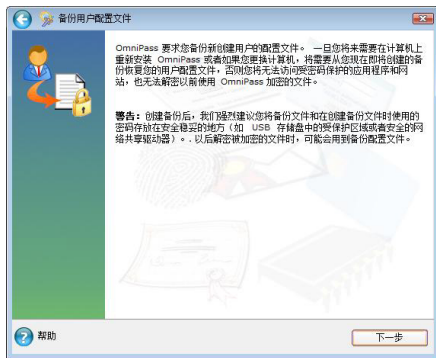 备份用户配置文件
OmniPass 要求您备份新创建用户的配置文件。 一旦您将来需要在计算机上
重新安装 OmniPass 或者如果您更换计算机，将需要从您现在即将创建的备
份恢复您的用户配置文件，否则您将无法访问受密码保护的应用程序和网
站，也无法解密以前使用 OmniPass 加密的文件。
警告：创建备份后，我们强烈建议您将备份文件和在创建备份文件时使用的
密码存放在安全稳妥的地方（如 USB 存储盘中的受保护区域或者安全的网
络共享驱动器）。.以后解密被加密的文件时，可能会用到备份配置文件。
帮助
下一步